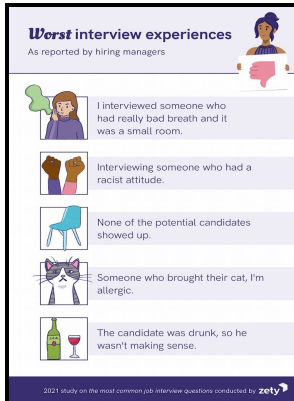 Worst interview experiences
As reported by hiring managers
I interviewed someone who
had really bad breath and it
was a small room.
Interviewing someone who had a
racist attitude.
None of the potential candidates
showed up.
Someone who brought their cat, I'm
allergic.
The candidate was drunk, so he
wasn't making sense.
2021 study on the most common job interview questions conducted by zety